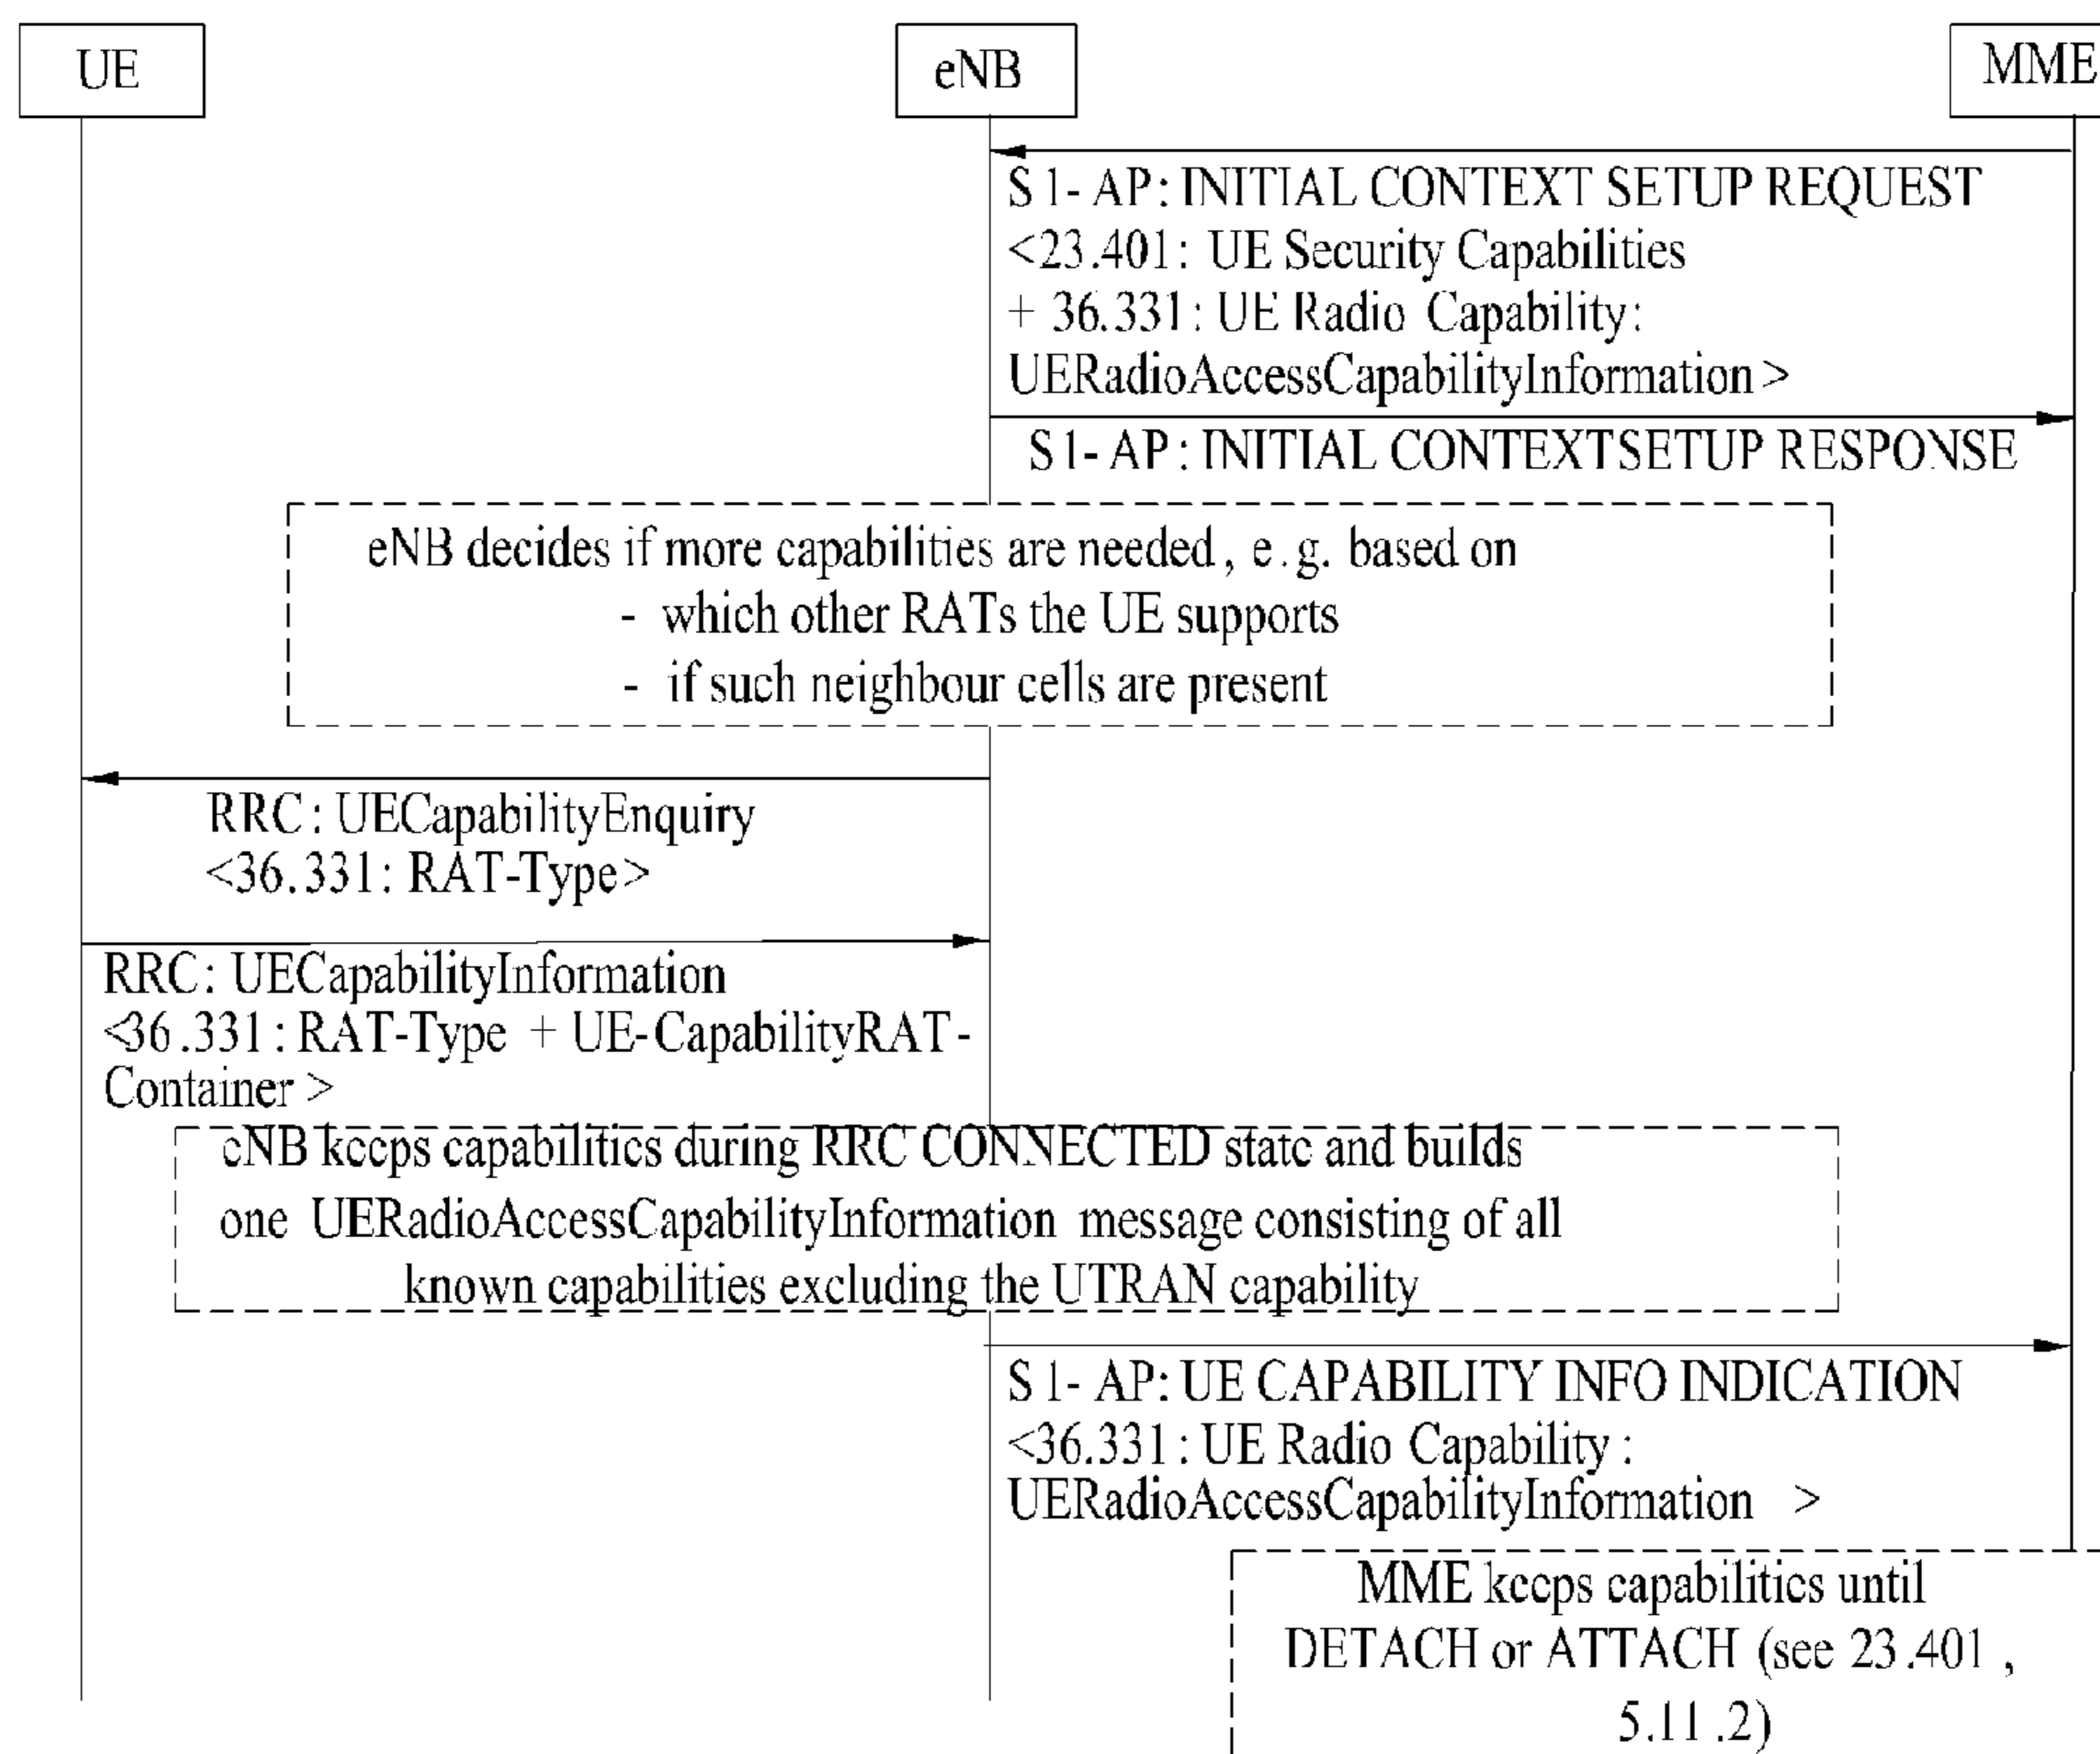 UE
eNB
MME
S1-AP: INITIAL CONTEXT SETUP REQUEST
<23.401: UE Security Capabilities
+ 36.331: UE Radio Capability:
UERadioAccessCapabilityInformation>
S1-AP: INITIAL CONTEXTSETUP RESPONSE
eNB decides if more capabilities are needed, e.g. based on
- which other RATs the UE supports
- if such neighbour cells are present
RRC: UECapabilityEnquiry
<36.331: RAT-Type>
RRC: UECapabilityInformation
<36.331: RAT-Type + UE-CapabilityRAT-
Container>
eNB keeps capabilities during RRC CONNECTED state and builds
one UERadioAccessCapabilityInformation message consisting of all
known capabilities excluding the UTRAN capability
S1-AP: UE CAPABILITY INFO INDICATION
<36.331: UE Radio Capability:
UERadioAccessCapabilityInformation >
MME keeps capabilities until
DETACH or ATTACH (see 23.401,
5.11.2)